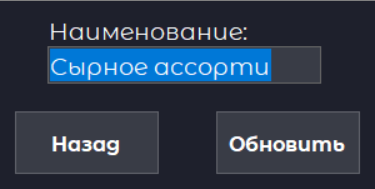 Наименование:
Сырное ассорти
Назад
Обновить